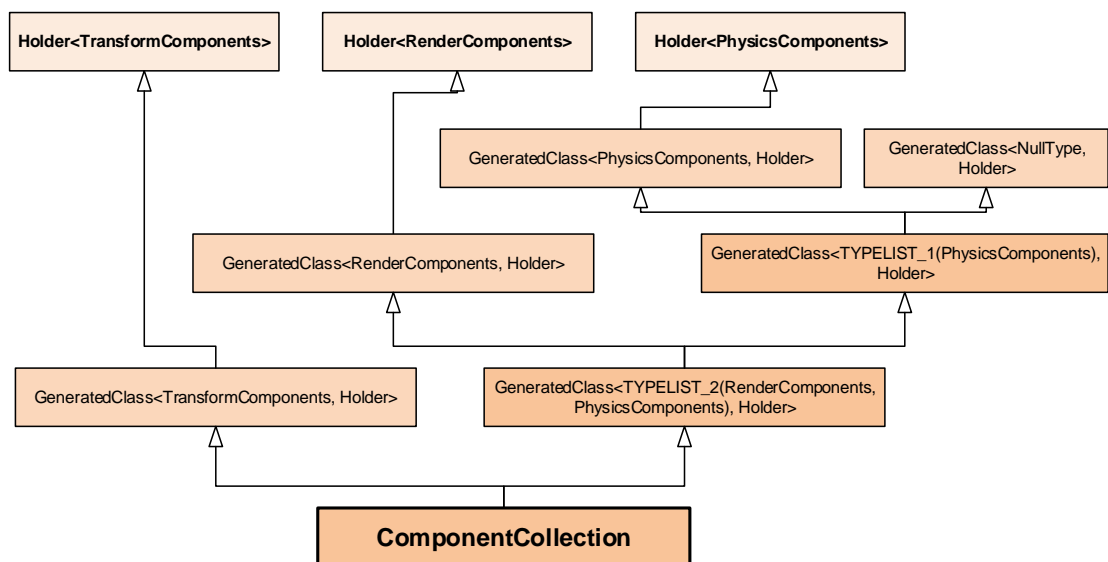 Holder<TransformComponents>
Holder<RenderComponents>
Holder<PhysicsComponents>
GeneratedClass<PhysicsComponents, Holder>
GeneratedClass<NullType,
Holder>
GeneratedClass<RenderComponents, Holder>
GeneratedClass<TYPELIST_1(PhysicsComponents),
Holder>
GeneratedClass<TransformComponents, Holder>
GeneratedClass<TYPELIST_2(RenderComponents,
PhysicsComponents), Holder>
ComponentCollection